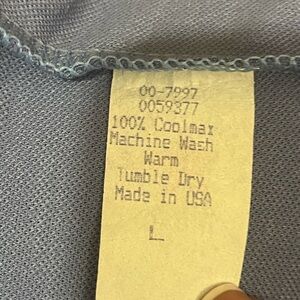 00-7997
0059377
100% Coolmax
Machine Wash
Warm
Tumble Dry
Made in USA
L